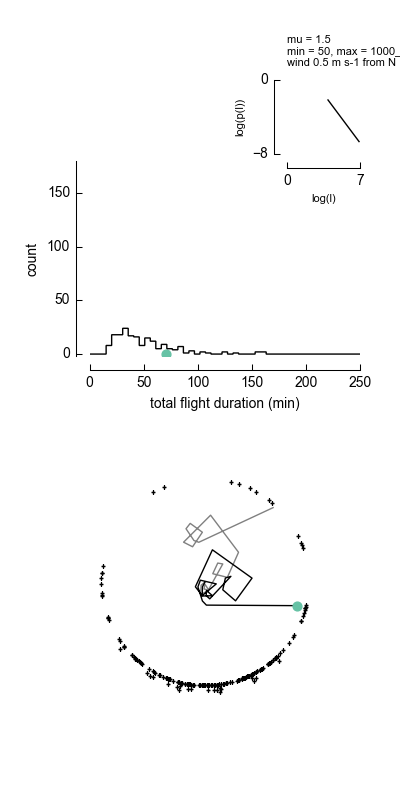 mu = 1.5
min = 50, max = 1000_
wind 0.5 m s-1 from N
0
log(p(l))
−8
0
7
log(l)
150
100
count
50
0
0
50
100
150
200
250
total flight duration (min)